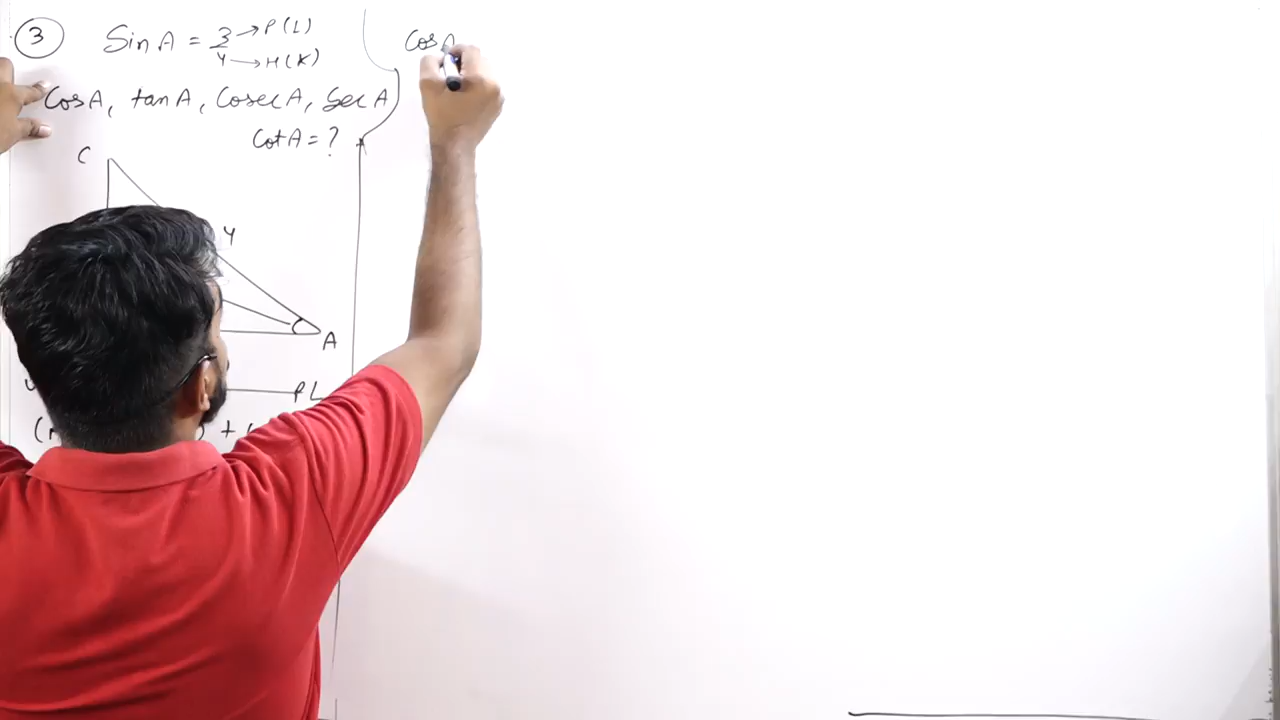 3 Sin A = 3/4 → P(L)
→ H(K)
Cos A, tan A, Cosec A, Sec A
Cot A = ?
C
4
A
P L
+
Cos A